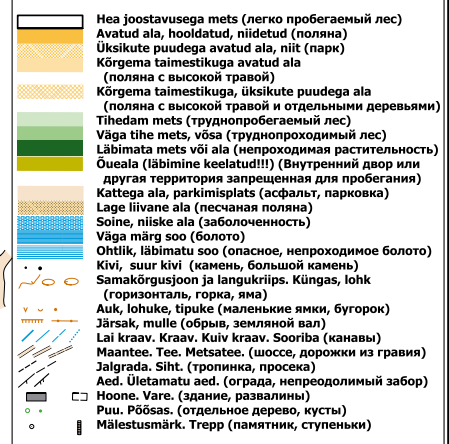 Hea joostavusega mets (легко пробегаемый лес)
Avatud ala, hooldatud, niidetud (поляна)
Üksikute puudega avatud ala, niit (парк)
Kõrgema taimestikuga avatud ala
(поляна с высокой травой)
Kõrgema taimestikuga, üksikute puudega ala
(поляна с высокой травой и отдельными деревьями)
Tihedam mets (труднопробегаемый лес)
Väga tihe mets, võsa (труднопроходимый лес)
Läbimata mets või ala (непроходимая растительность)
Õueala (läbimine keelatud!!!) (Внутренний двор или
другая территория запрещенная для пробегания)
Kattega ala, parkimisplats (асфальт, парковка)
Lage liivane ala (песчаная поляна)
Soine, niiske ala (заболоченность)
Väga märg soo (болото)
Ohtlik, läbimatu soo (опасное, непроходимое болото)
Kivi, suur kivi (камень, большой камень)
Samakõrgusjoon ja langukriips. Küngas, lohk
(горизонталь, горка, яма)
Auk, lohuke, tipuke (маленькие ямки, бугорок)
Järsak, mulle (обрыв, земляной вал)
Lai kraav. Kraav. Kuiv kraav. Sooriba (канавы)
Maantee. Tee. Metsatee. (шоссе, дорожки из гравия)
Jalgrada. Siht. (тропинка, просека)
Aed. Ületamatu aed. (ограда, непреодолимый забор)
Hoone. Vare. (здание, развалины)
Puu. Põõsas. (отдельное дерево, кусты)
Mälestusmärk. Trepp (памятник, ступеньки)